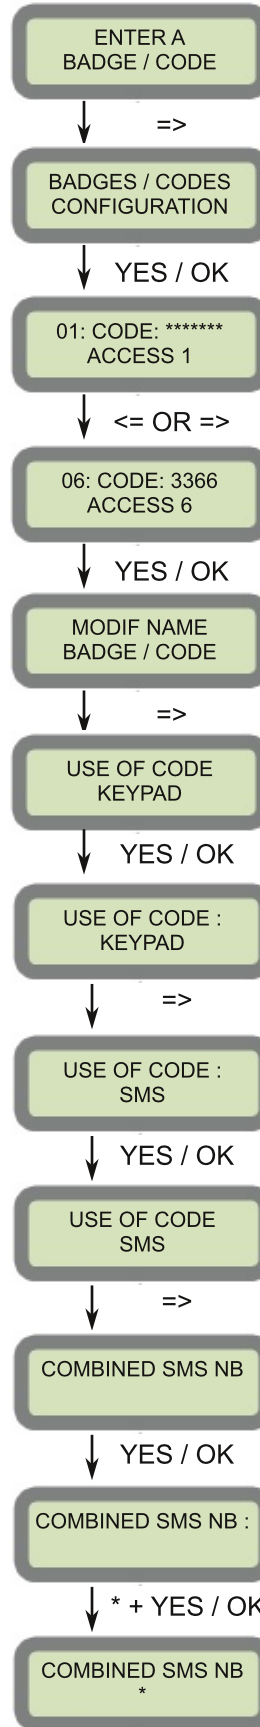 ENTER A
BADGE / CODE
=>
BADGES / CODES
CONFIGURATION
YES / OK
01: CODE: *******
ACCESS 1
<= OR =>
06: CODE: 3366
ACCESS 6
YES / OK
MODIF NAME
BADGE / CODE
=>
USE OF CODE
KEYPAD
YES / OK
USE OF CODE :
KEYPAD
=>
USE OF CODE :
SMS
YES / OK
USE OF CODE
SMS
=>
COMBINED SMS NB
YES / OK
COMBINED SMS NB :
* + YES / OK
COMBINED SMS NB
*